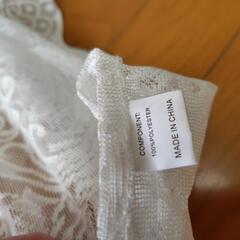 COMPONENT:
100%POLYESTER
MADE IN CHINA